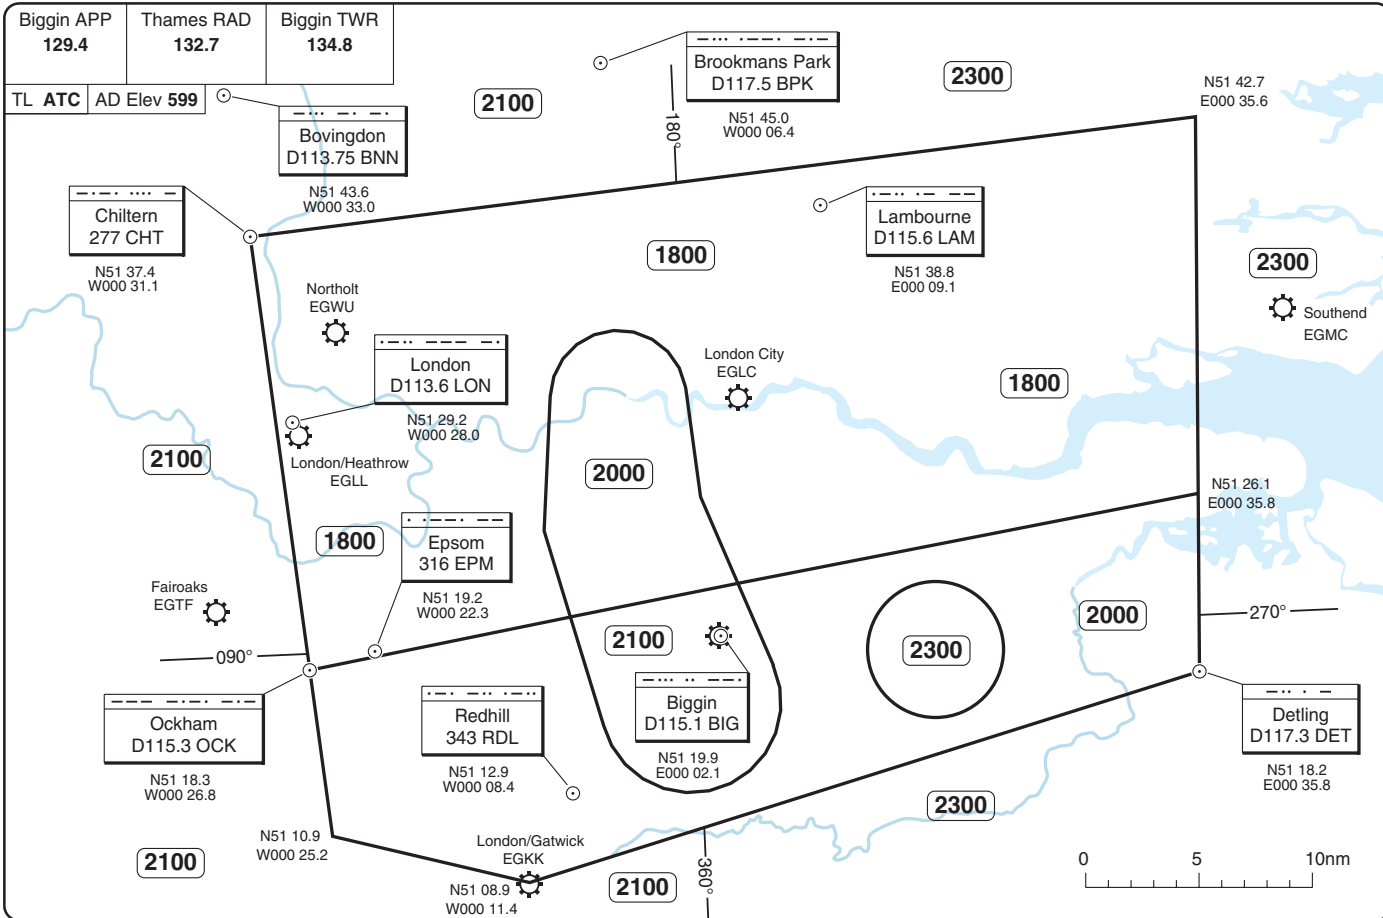 Biggin APP
129.4
Thames RAD
132.7
Biggin TWR
134.8
TL ATC
AD Elev 599
Bovingdon
D113.75 BNN
N51 43.6
W000 33.0
2100
Brookmans Park
D117.5 BPK
N51 45.0
W000 06.4
180°
2300
N51 42.7
E000 35.6
Chiltern
277 CHT
N51 37.4
W000 31.1
Lambourne
D115.6 LAM
N51 38.8
E000 09.1
1800
2300
Northolt
EGWU
Southend
EGMC
London
D113.6 LON
N51 29.2
W000 28.0
London City
EGLC
1800
London/Heathrow
EGLL
2100
2000
N51 26.1
E000 35.8
1800
Epsom
316 EPM
N51 19.2
W000 22.3
Fairoaks
EGTF
090°
2100
2300
2000
270°
Ockham
D115.3 OCK
N51 18.3
W000 26.8
Redhill
343 RDL
N51 12.9
W000 08.4
Biggin
D115.1 BIG
N51 19.9
E000 02.1
Detling
D117.3 DET
N51 18.2
E000 35.8
2300
N51 10.9
W000 25.2
2100
London/Gatwick
EGKK
N51 08.9
W000 11.4
2100
360°
0 5 10nm